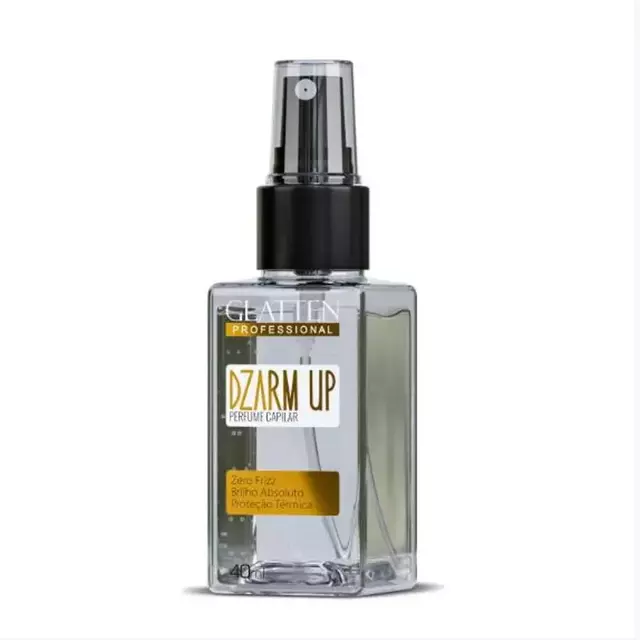 GLATTEN
PROFESSIONAL
DZARM UP
PERFUME CAPILAR
Zero Frizz
Brilho Absoluto
Proteção Térmica
40ml